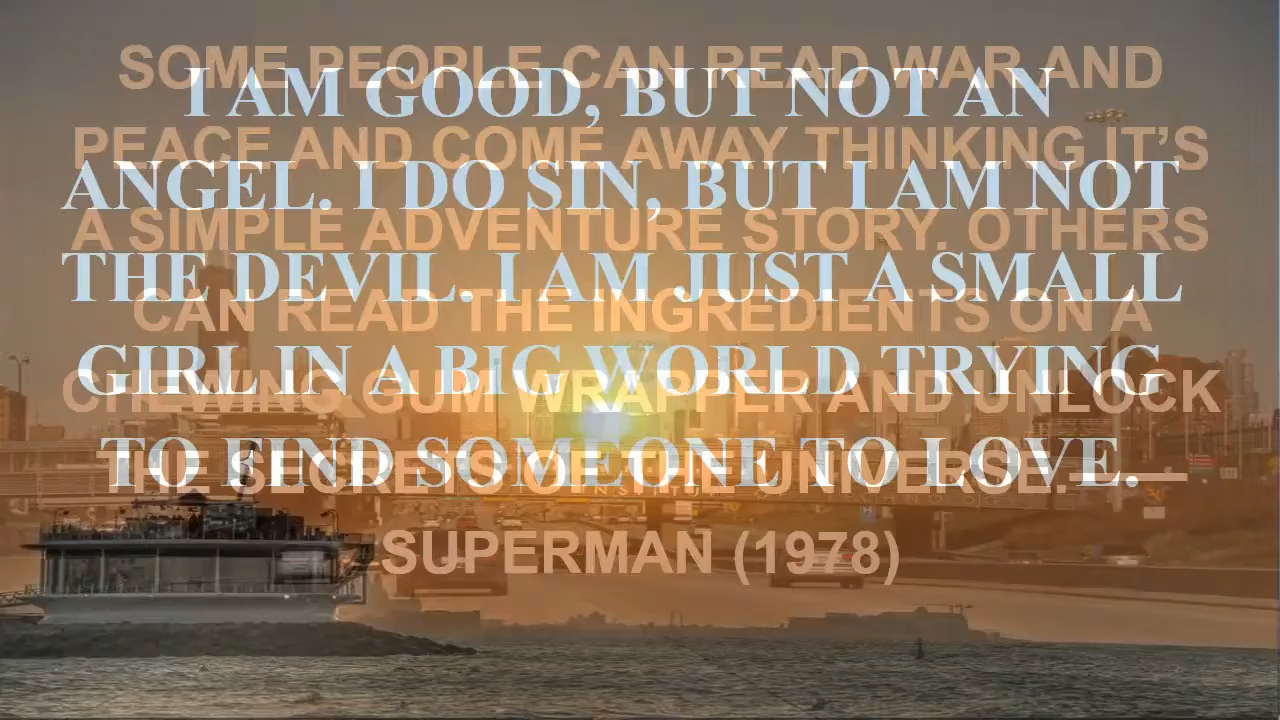 I AM GOOD, BUT NOT AN
ANGEL. I DO SIN, BUT I AM NOT
THE DEVIL. I AM JUST A SMALL
GIRL IN A BIG WORLD TRYING
TO FIND SOMEONE TO LOVE.
SOME PEOPLE CAN READ WAR AND
PEACE AND COME AWAY THINKING IT’S
A SIMPLE ADVENTURE STORY. OTHERS
CAN READ THE INGREDIENTS ON A
CHEWING GUM WRAPPER AND UNLOCK
THE SECRETS OF THE UNIVERSE. —
SUPERMAN (1978)